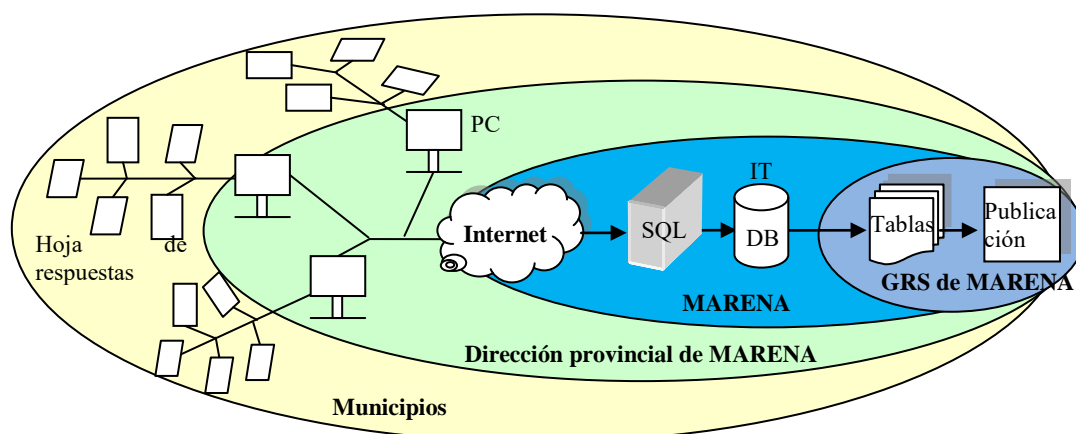 PC
IT
Hoja de
respuestas
Internet
SQL
DB
Tablas
Publica
ción
GRS de MARENA
MARENA
Dirección provincial de MARENA
Municipios